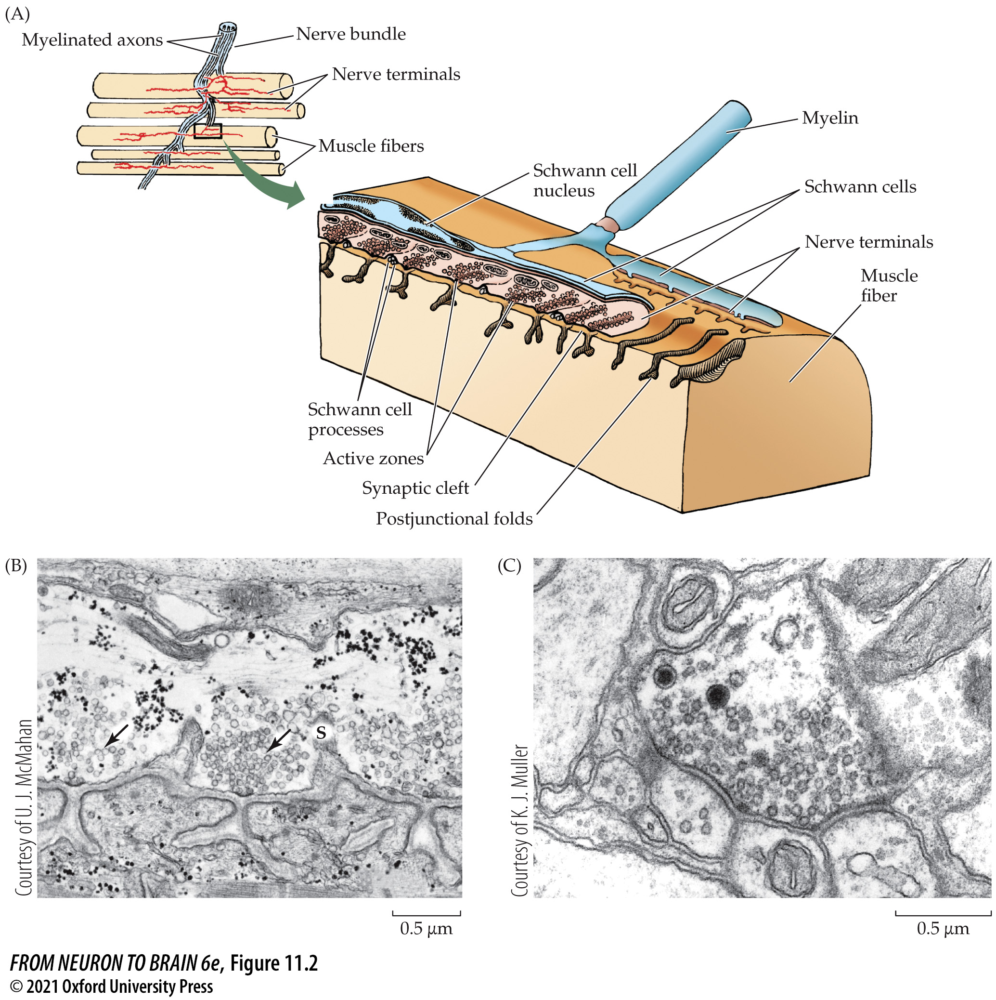 (A)
Myelinated axons
Nerve bundle
Nerve terminals
Muscle fibers
Myelin
Schwann cell
nucleus
Schwann cells
Nerve terminals
Muscle
fiber
Schwann cell
processes
Active zones
Synaptic cleft
Postjunctional folds
(B)
S
Courtesy of U. J. McMahan
0.5 µm
(C)
Courtesy of K. J. Muller
0.5 µm
FROM NEURON TO BRAIN 6e, Figure 11.2
© 2021 Oxford University Press